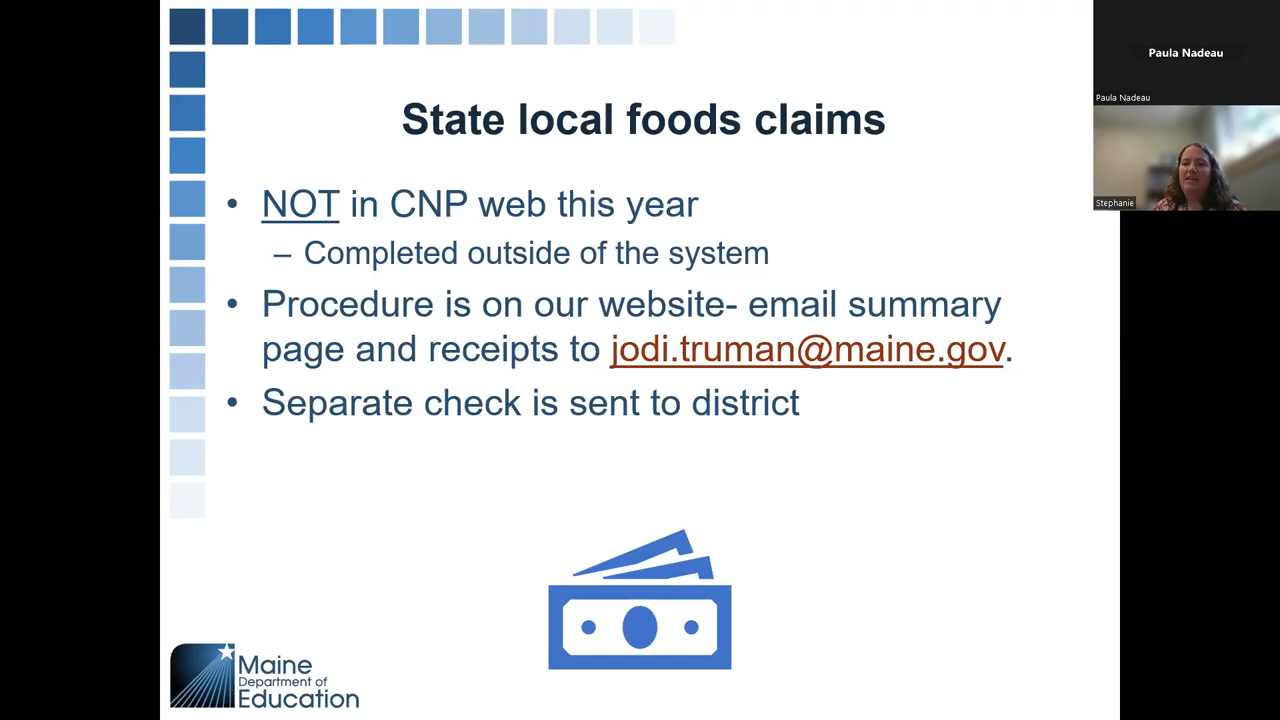 State local foods claims
• NOT in CNP web this year
– Completed outside of the system
• Procedure is on our website- email summary
page and receipts to jodi.truman@maine.gov.
• Separate check is sent to district
Maine
Department of
Education
Paula Nadeau
Paula Nadeau
Stephanie